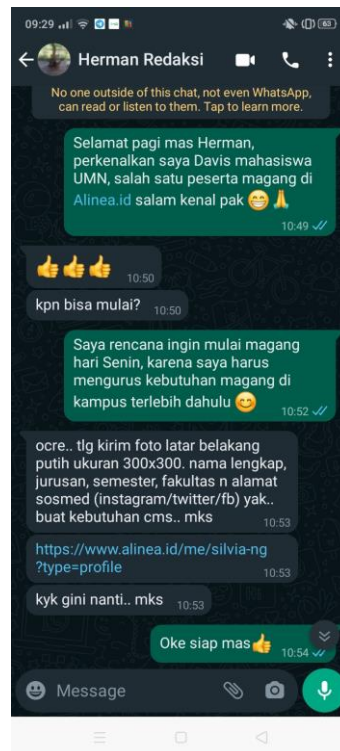 09:29
63
Herman Redaksi
No one outside of this chat, not even WhatsApp,
can read or listen to them. Tap to learn more.
Selamat pagi mas Herman,
perkenalkan saya Davis mahasiswa
UMN, salah satu peserta magang di
Alinea.id salam kenal pak 😁🙏
10:49
👍👍👍 10:50
kpn bisa mulai? 10:50
Saya rencana ingin mulai magang
hari Senin, karena saya harus
mengurus kebutuhan magang di
kampus terlebih dahulu 😊
10:52
ocre.. tlg kirim foto latar belakang
putih ukuran 300x300. nama lengkap,
jurusan, semester, fakultas n alamat
sosmed (instagram/twitter/fb) yak..
buat kebutuhan cms.. mks 10:53
https://www.alinea.id/me/silvia-ng
?type=profile 10:53
kyk gini nanti.. mks 10:53
Oke siap mas👍 10:54
Message